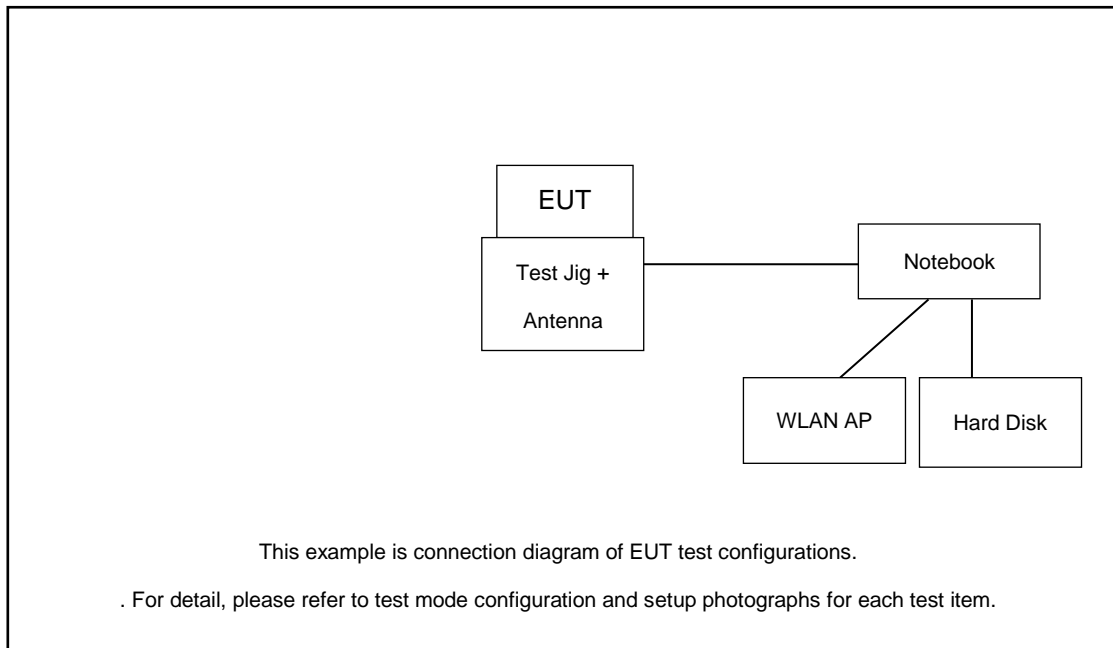 EUT
Test Jig +
Antenna
Notebook
WLAN AP
Hard Disk
This example is connection diagram of EUT test configurations.
. For detail, please refer to test mode configuration and setup photographs for each test item.